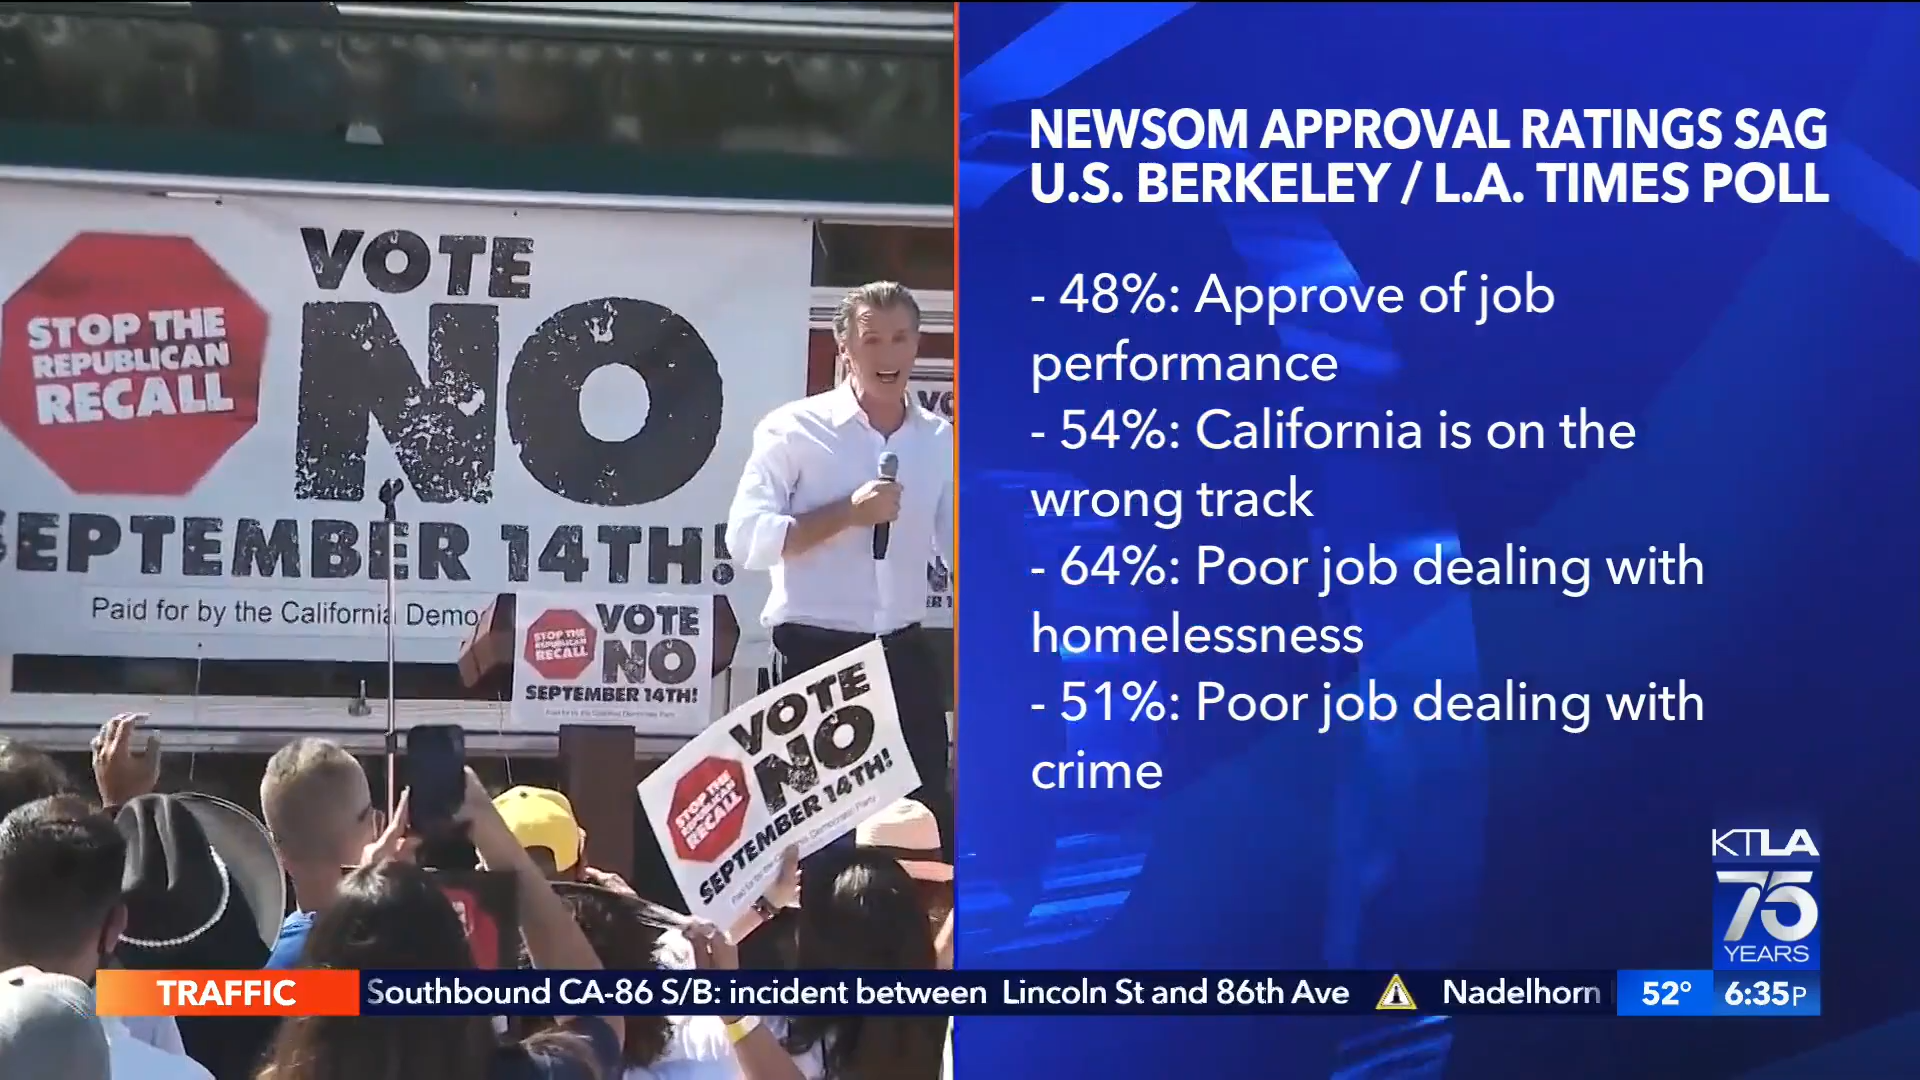 NEWSOM APPROVAL RATINGS SAG
U.S. BERKELEY / L.A. TIMES POLL
- 48%: Approve of job
performance
- 54%: California is on the
wrong track
- 64%: Poor job dealing with
homelessness
- 51%: Poor job dealing with
crime
VOTE
NO
STOP THE
REPUBLICAN
RECALL
SEPTEMBER 14TH!
Paid for by the California Demo
STOP THE
REPUBLICAN
RECALL
VOTE
NO
SEPTEMBER 14TH!
VOTE
NO
STOP THE
REPUBLICAN
RECALL
SEPTEMBER 14TH!
VO
KTLA
75
YEARS
TRAFFIC
Southbound CA-86 S/B: incident between Lincoln St and 86th Ave
Nadelhorn
52°
6:35P